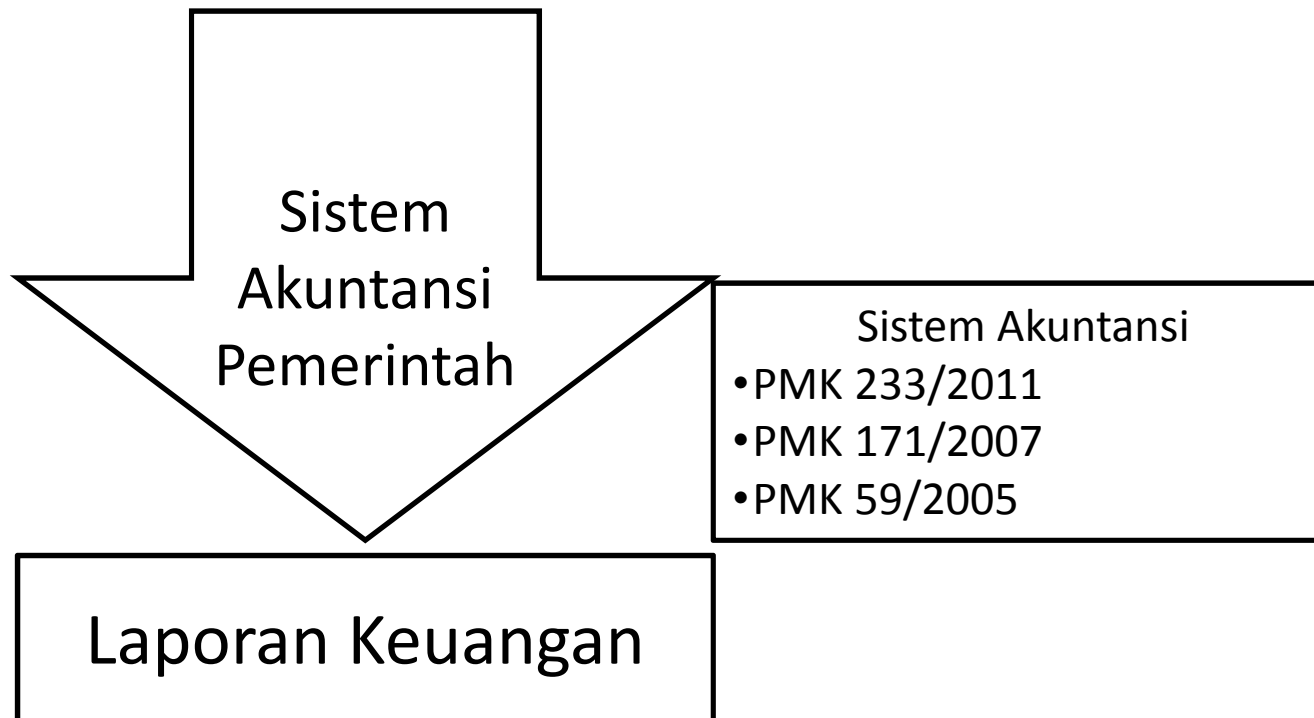 Sistem
Akuntansi
Pemerintah
Sistem Akuntansi
•PMK 233/2011
•PMK 171/2007
•PMK 59/2005
Laporan Keuangan